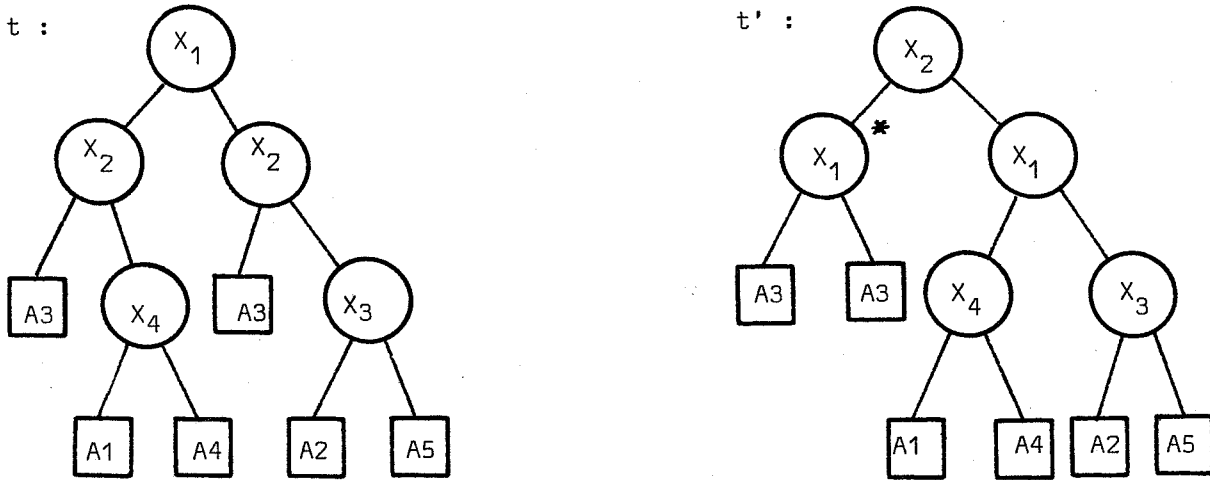 t : t' :
X1 X2
X2 X2 * X1 X1
A3 X4 A3 X3 A3 A3 X4 X3
A1 A4 A2 A5 A1 A4 A2 A5